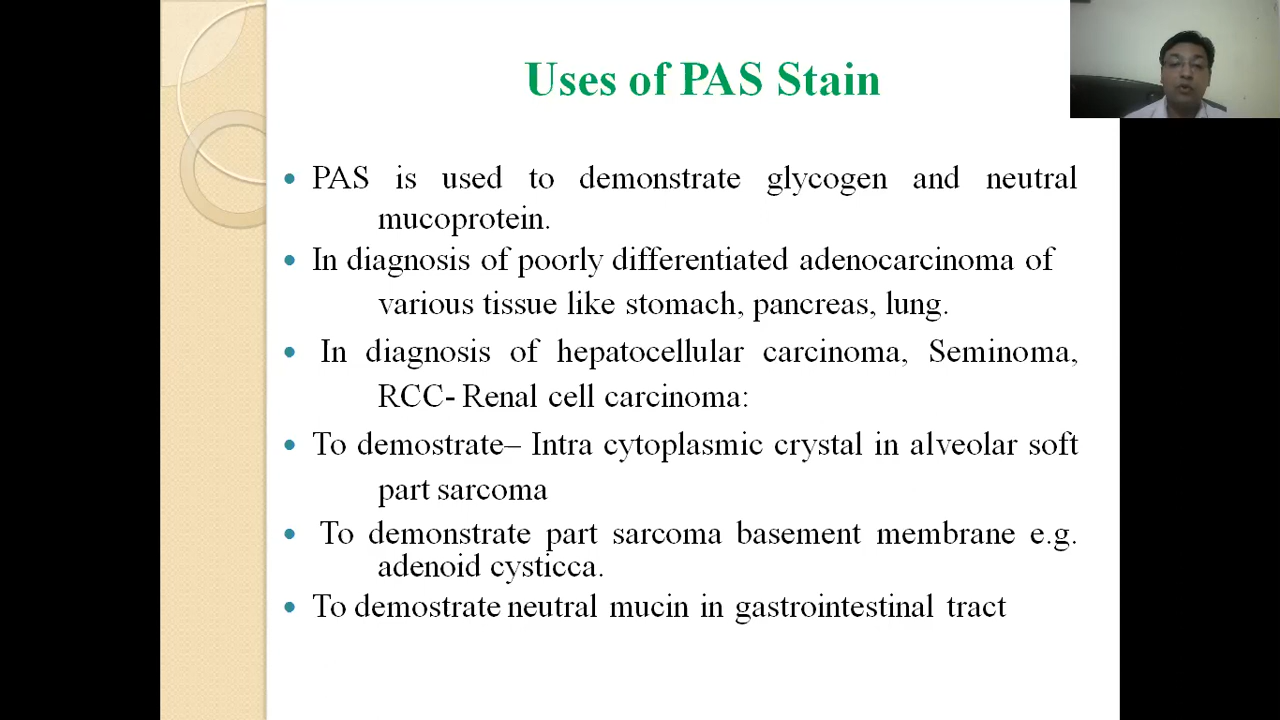 Uses of PAS Stain
• PAS is used to demonstrate glycogen and neutral
mucoprotein.
• In diagnosis of poorly differentiated adenocarcinoma of
various tissue like stomach, pancreas, lung.
• In diagnosis of hepatocellular carcinoma, Seminoma,
RCC- Renal cell carcinoma:
• To demostrate– Intra cytoplasmic crystal in alveolar soft
part sarcoma
• To demonstrate part sarcoma basement membrane e.g.
adenoid cysticca.
• To demostrate neutral mucin in gastrointestinal tract